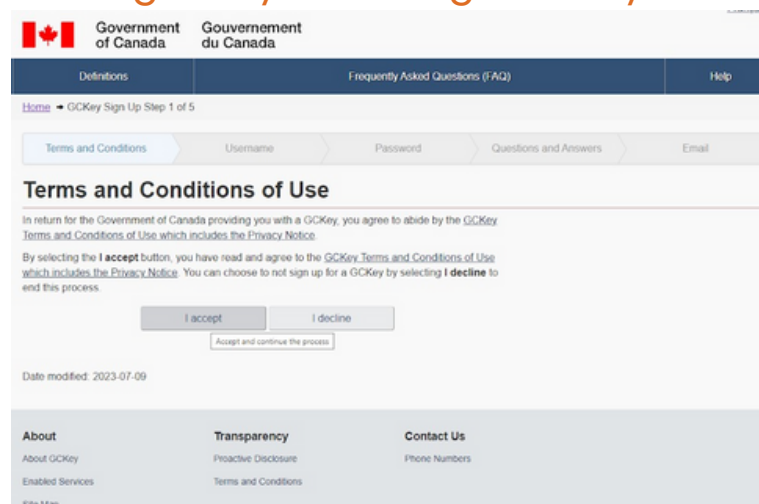 Government Gouvernement
of Canada du Canada
Definitions Frequently Asked Questions (FAQ) Help
Home → GCKey Sign Up Step 1 of 5
Terms and Conditions Username Password Questions and Answers Email
Terms and Conditions of Use
In return for the Government of Canada providing you with a GCKey, you agree to abide by the GCKey
Terms and Conditions of Use which includes the Privacy Notice.
By selecting the I accept button, you have read and agree to the GCKey Terms and Conditions of Use
which includes the Privacy Notice. You can choose to not sign up for a GCKey by selecting I decline to
end this process.
I accept I decline
Accept and continue the process
Date modified: 2023-07-09
About Transparency Contact Us
About GCKey Proactive Disclosure Phone Numbers
Enabled Services Terms and Conditions
Site Map